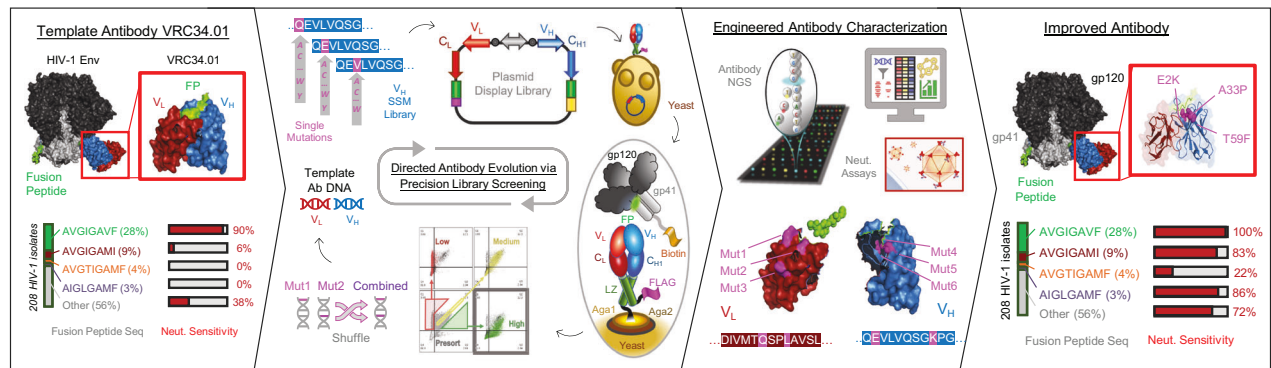 Template Antibody VRC34.01
HIV-1 Env
VRC34.01
FP
VL
VH
Fusion
Peptide
208 HIV-1 isolates
AVGIGAVF (28%)
90%
AVGIGAMI (9%)
6%
AVGTIGAMF (4%)
0%
AIGLGAMF (3%)
0%
Other (56%)
38%
Fusion Peptide Seq
Neut. Sensitivity
..QEVLVQSG...
...QEVLVQSG...
...QEVLVQSG...
A C ... W Y
A C ... W Y
A C ... W
VH
SSM
Library
Single
Mutations
CL
VL
VH
CH1
Plasmid
Display Library
Yeast
Directed Antibody Evolution via
Precision Library Screening
Template
Ab DNA
VL
VH
Mut1
Mut2
Combined
Shuffle
Low
Medium
Presort
High
gp120
gp41
FP
VL
VH
Biotin
CL
CH1
LZ
FLAG
Aga1
Aga2
Yeast
Engineered Antibody Characterization
Antibody
NGS
Neut.
Assays
Mut1
Mut2
Mut3
Mut4
Mut5
Mut6
VL
VH
...DIVMTQSPLAVSL...
...QEVLVQSGKPG...
Improved Antibody
gp120
gp41
E2K
A33P
T59F
Fusion
Peptide
208 HIV-1 isolates
AVGIGAVF (28%)
100%
AVGIGAMI (9%)
83%
AVGTIGAMF (4%)
22%
AIGLGAMF (3%)
86%
Other (56%)
72%
Fusion Peptide Seq
Neut. Sensitivity